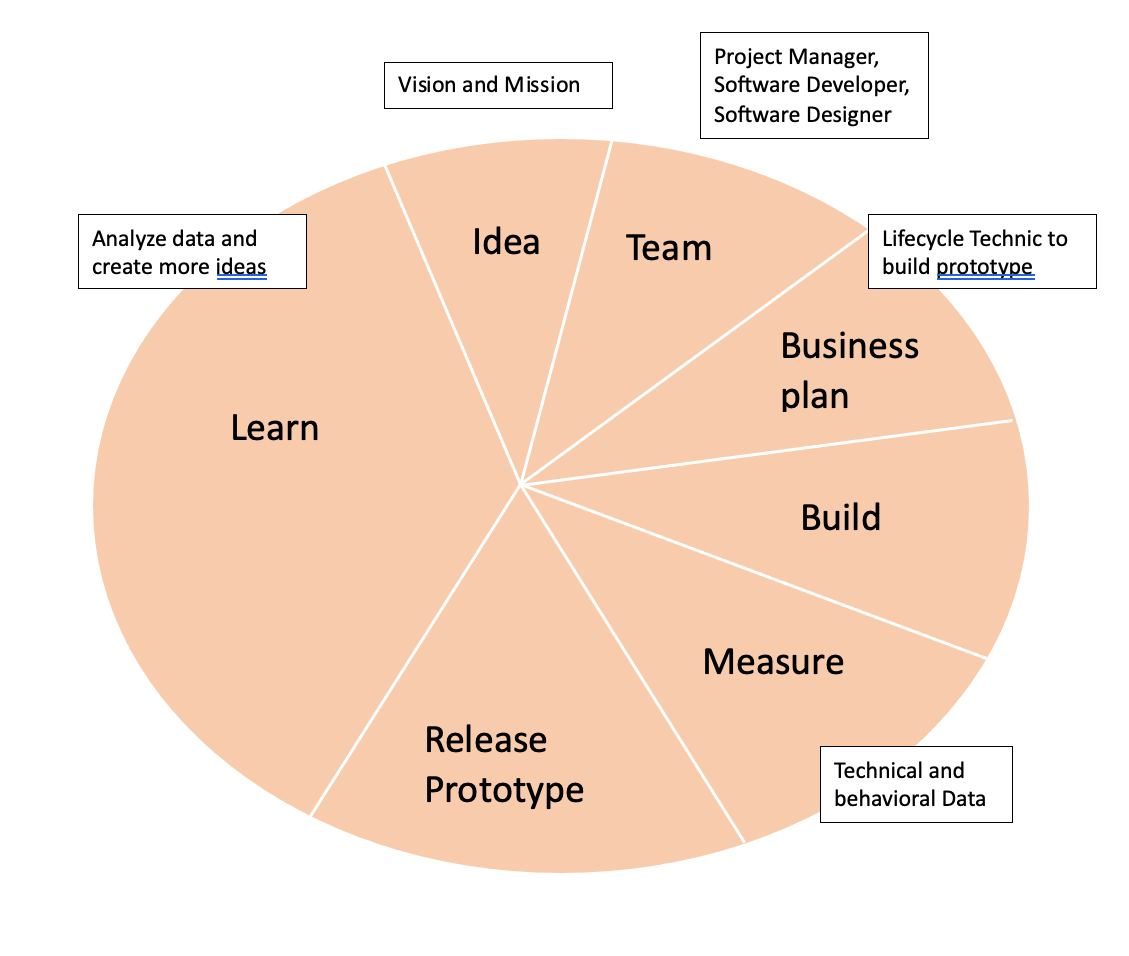 Vision and Mission
Project Manager,
Software Developer,
Software Designer
Analyze data and
create more ideas
Idea
Team
Lifecycle Technic to
build prototype
Business
plan
Learn
Build
Measure
Release
Prototype
Technical and
behavioral Data